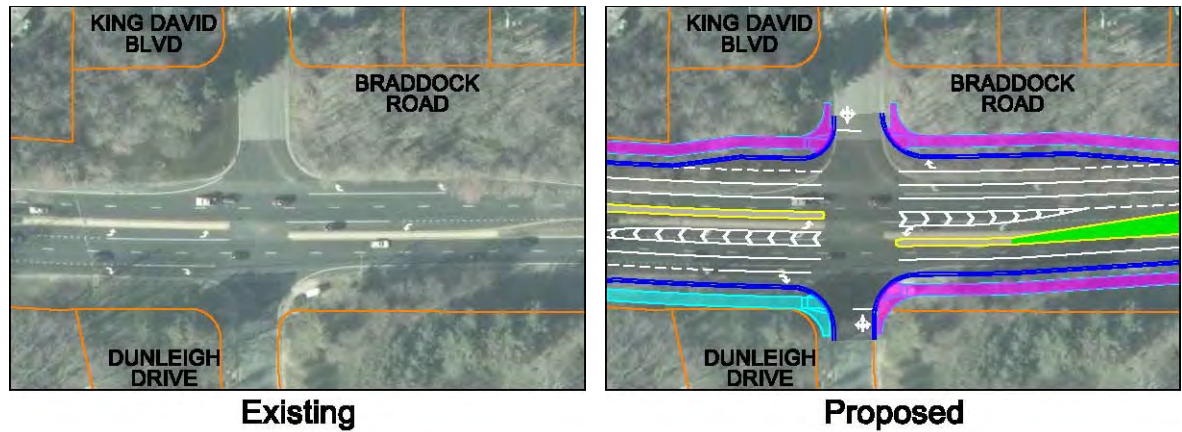 KING DAVID
BLVD
BRADDOCK
ROAD
DUNLEIGH
DRIVE
Existing
KING DAVID
BLVD
BRADDOCK
ROAD
DUNLEIGH
DRIVE
Proposed